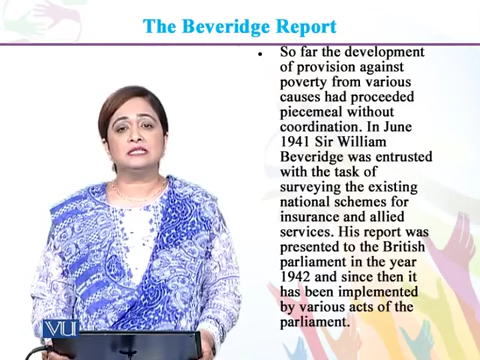 The Beveridge Report
• So far the development
of provision against
poverty from various
causes had proceeded
piecemeal without
coordination. In June
1941 Sir William
Beveridge was entrusted
with the task of
surveying the existing
national schemes for
insurance and allied
services. His report was
presented to the British
parliament in the year
1942 and since then it
has been implemented
by various acts of the
parliament.
VU